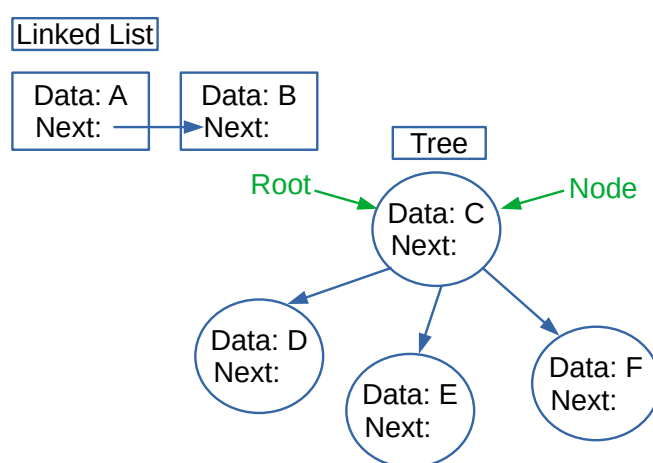 Linked List
Data: A
Next:
Data: B
Next:
Tree
Root
Node
Data: C
Next:
Data: D
Next:
Data: E
Next:
Data: F
Next: